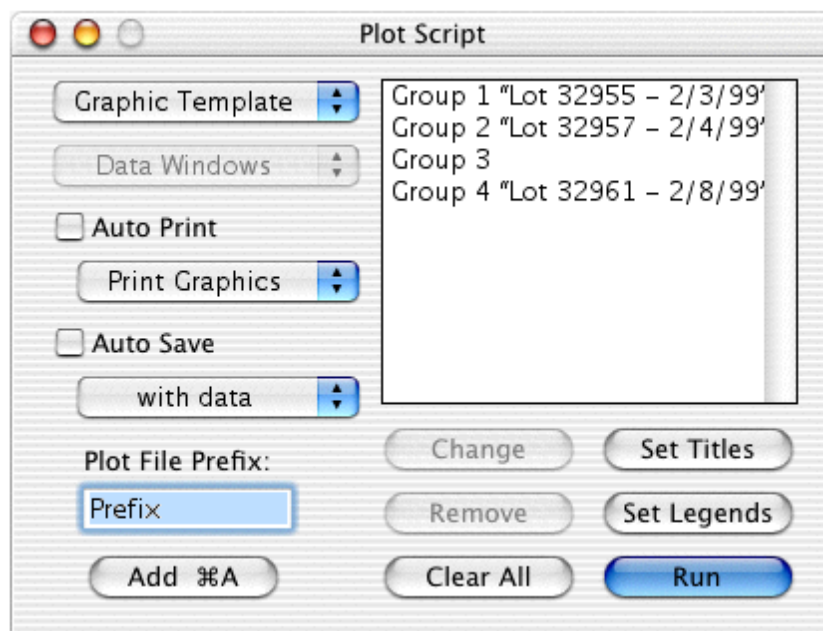 Plot Script
Graphic Template
Data Windows
Auto Print
Print Graphics
Auto Save
with data
Plot File Prefix:
Prefix
Add ⌘A
Group 1 “Lot 32955 – 2/3/99”
Group 2 “Lot 32957 – 2/4/99”
Group 3
Group 4 “Lot 32961 – 2/8/99”
Change
Set Titles
Remove
Set Legends
Clear All
Run